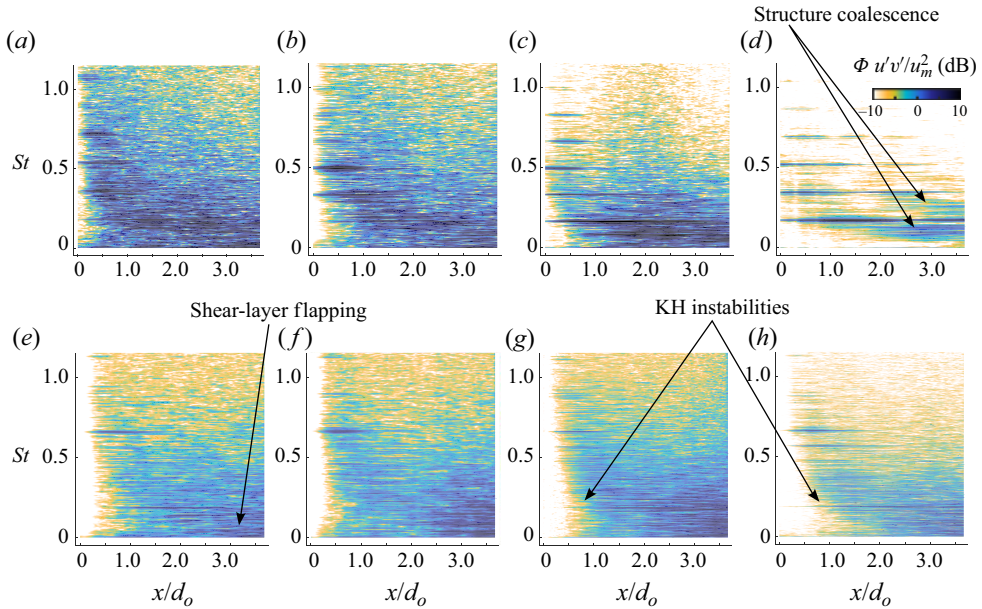 Structure coalescence
(a) (b) (c) (d)
Φ u′v′/u²ₘ (dB)
−10 0 10
St 1.0 0.5 0
0 1.0 2.0 3.0
1.0 0.5 0
0 1.0 2.0 3.0
1.0 0.5 0
0 1.0 2.0 3.0
1.0 0.5 0
0 1.0 2.0 3.0
Shear-layer flapping
KH instabilities
(e) (f) (g) (h)
St 1.0 0.5 0
0 1.0 2.0 3.0
x/dₒ
1.0 0.5 0
0 1.0 2.0 3.0
x/dₒ
1.0 0.5 0
0 1.0 2.0 3.0
x/dₒ
1.0 0.5 0
0 1.0 2.0 3.0
x/dₒ